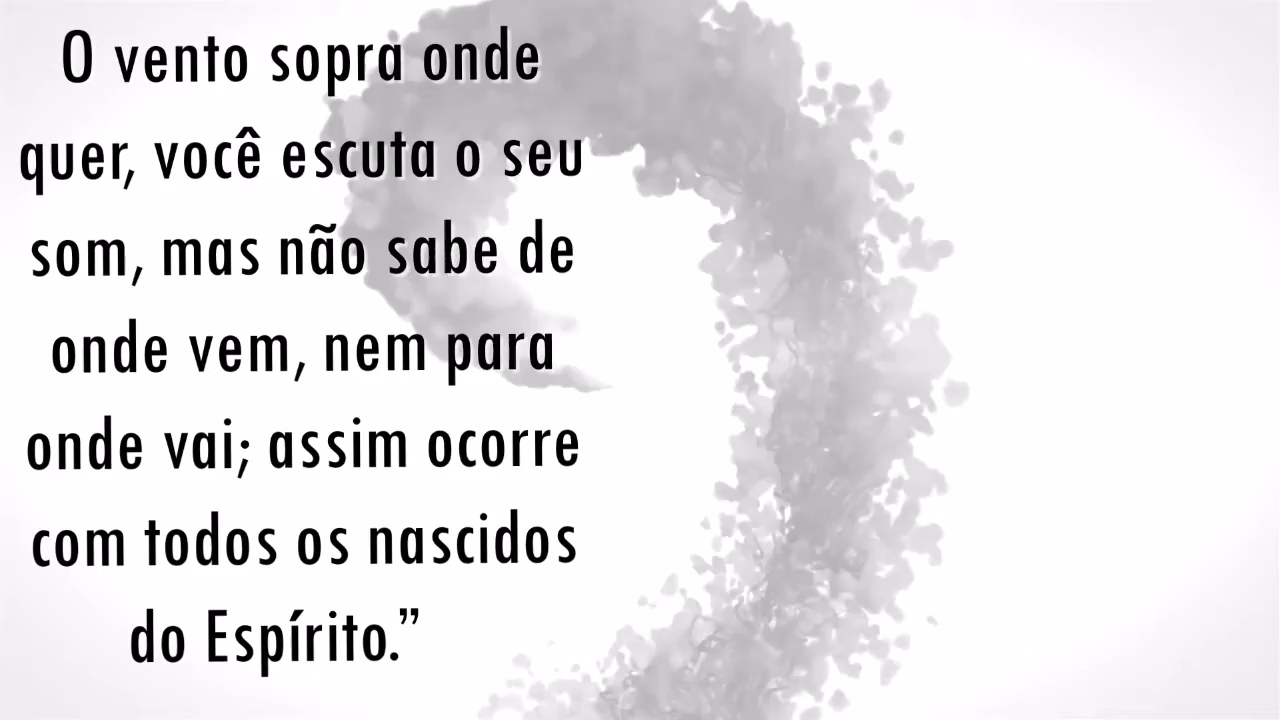 O vento sopra onde
quer, você escuta o seu
som, mas não sabe de
onde vem, nem para
onde vai; assim ocorre
com todos os nascidos
do Espírito.”